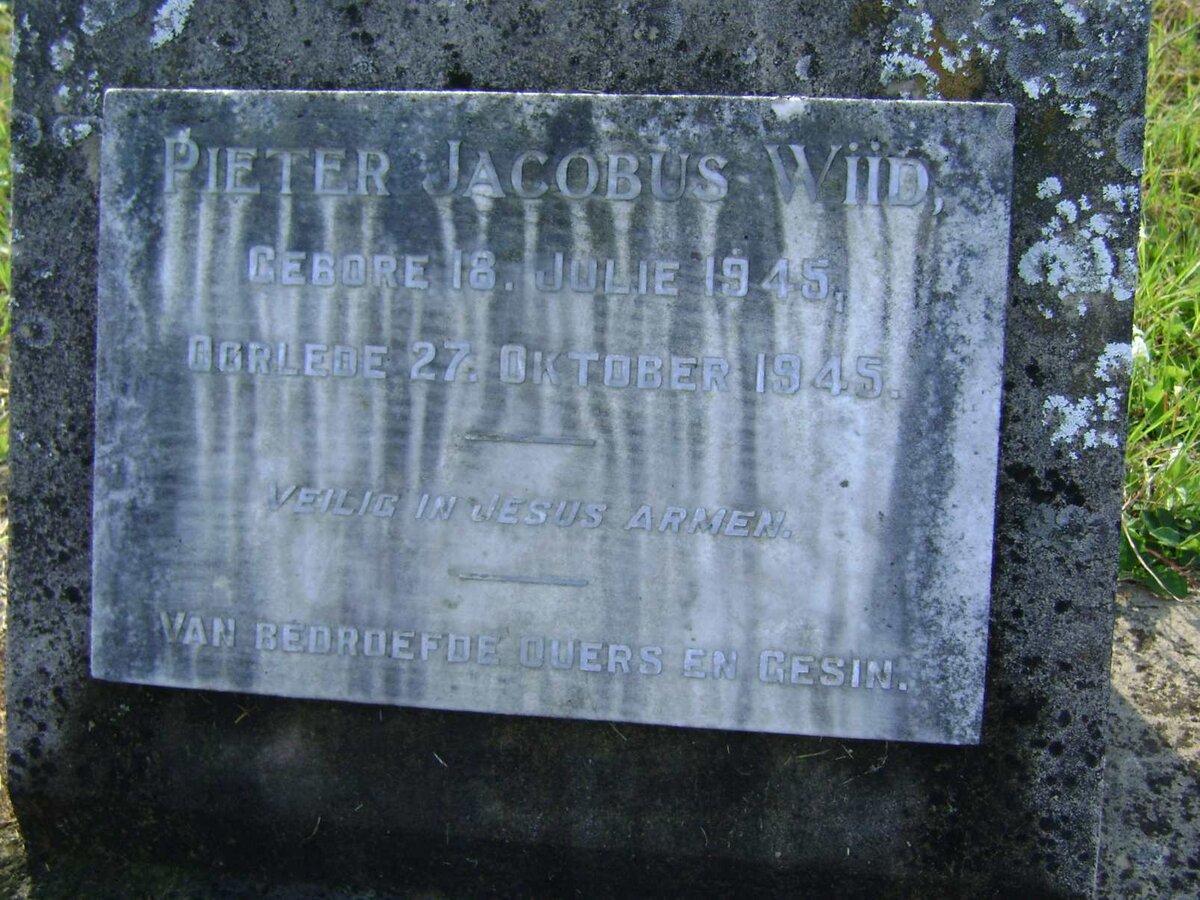 PIETER JACOBUS WIID,
GEBORE 18. JULIE 1945,
OORLEDE 27. OKTOBER 1945.
VEILIG IN JESUS ARMEN.
VAN BEDROEFDE OUERS EN GESIN.